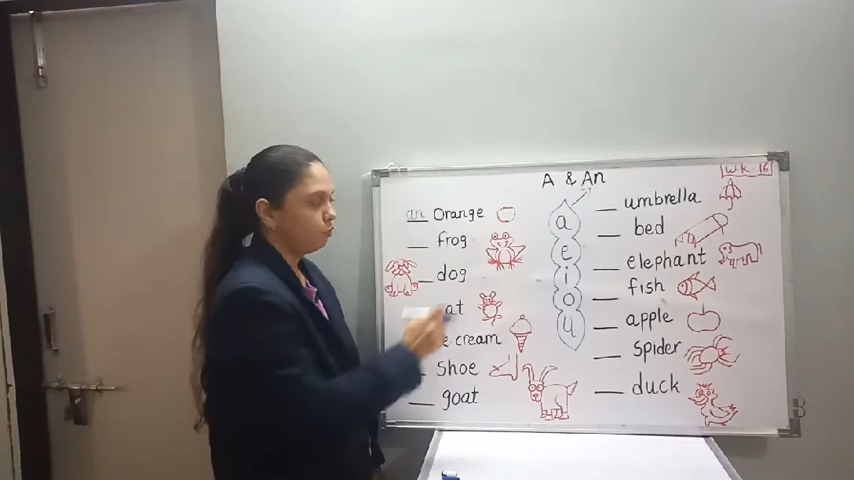 A & An
WK-16
an Orange
__ frog
_ dog
at
e cream
_ Shoe
__ goat
a
e
i
o
u
__ umbrella
__ bed
__ elephant
__ fish
__ apple
__ spider
__ duck